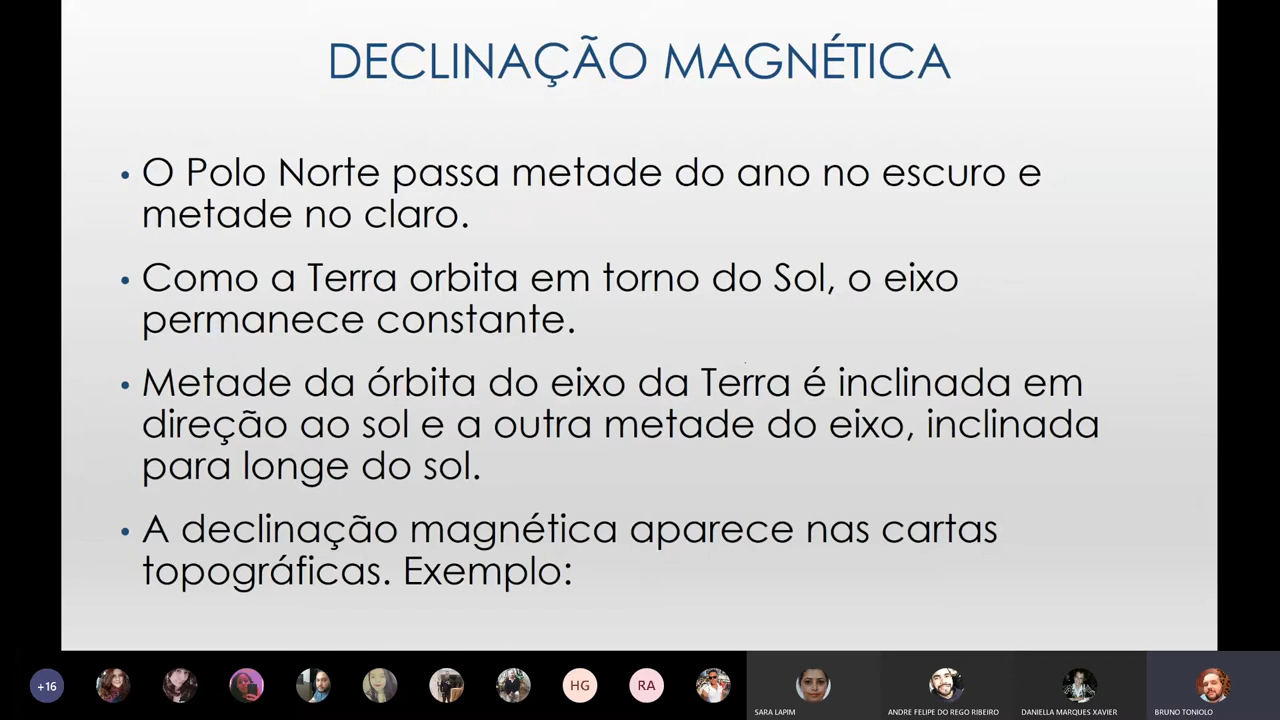 DECLINAÇÃO MAGNÉTICA
• O Polo Norte passa metade do ano no escuro e
metade no claro.
• Como a Terra orbita em torno do Sol, o eixo
permanece constante.
• Metade da órbita do eixo da Terra é inclinada em
direção ao sol e a outra metade do eixo, inclinada
para longe do sol.
• A declinação magnética aparece nas cartas
topográficas. Exemplo:
+16
HG
RA
SARA LAPIM
ANDRE FELIPE DO REGO RIBEIRO
DANIELLA MARQUES XAVIER
BRUNO TONIOLO